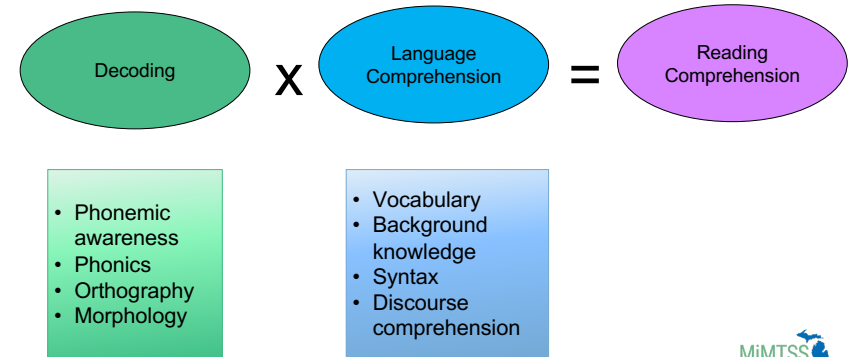 Decoding
x
Language
Comprehension
=
Reading
Comprehension
• Phonemic
awareness
• Phonics
• Orthography
• Morphology
• Vocabulary
• Background
knowledge
• Syntax
• Discourse
comprehension
MiMTSS